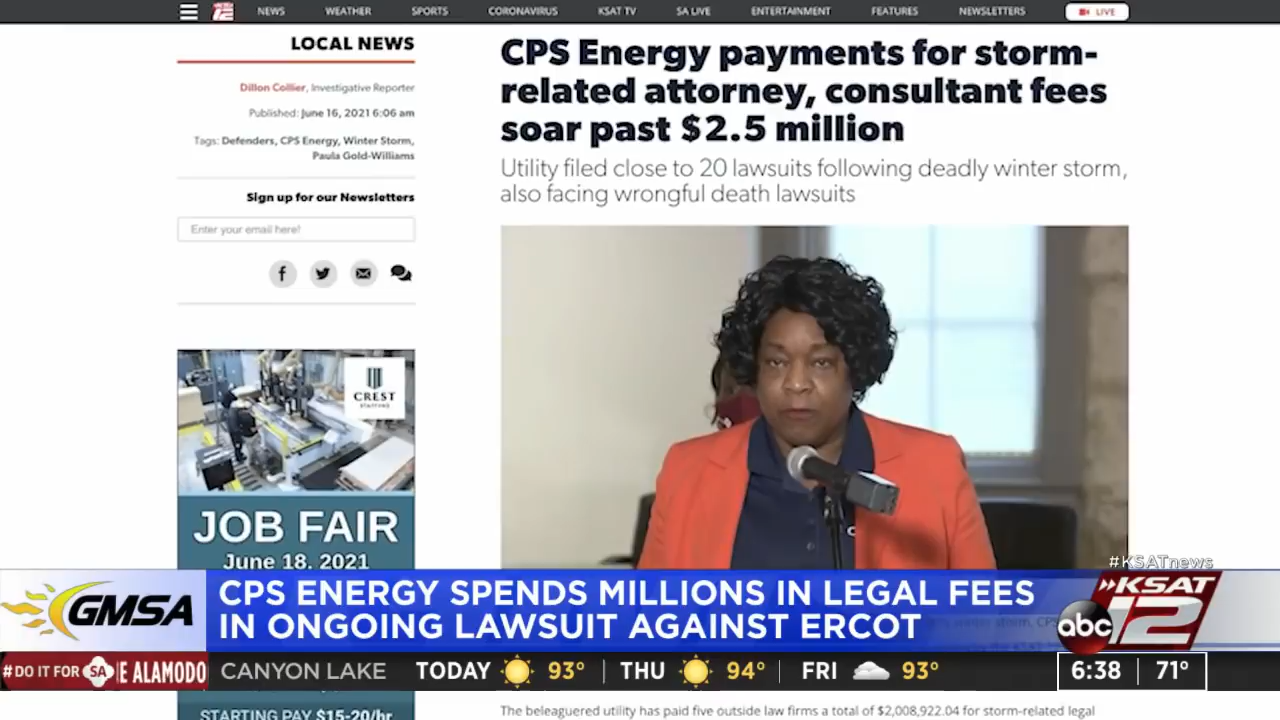 NEWS WEATHER SPORTS CORONAVIRUS KSAT TV SA LIVE ENTERTAINMENT FEATURES NEWSLETTERS LIVE
12
LOCAL NEWS
Dillon Collier, Investigative Reporter
Published: June 16, 2021 6:06 am
Tags: Defenders, CPS Energy, Winter Storm,
Paula Gold-Williams
Sign up for our Newsletters
Enter your email here!
CREST
STAFFING
JOB FAIR
June 18, 2021
CPS Energy payments for storm-
related attorney, consultant fees
soar past $2.5 million
Utility filed close to 20 lawsuits following deadly winter storm,
also facing wrongful death lawsuits
#KSATnews
GMSA
CPS ENERGY SPENDS MILLIONS IN LEGAL FEES
IN ONGOING LAWSUIT AGAINST ERCOT
abc
KSAT
12
#DO IT FOR SA E ALAMODO
CANYON LAKE TODAY 93° THU 94° FRI 93°
6:38 71°
STARTING PAY $15-20/hr
The beleaguered utility has paid five outside law firms a total of $2,008,922.04 for storm-related legal